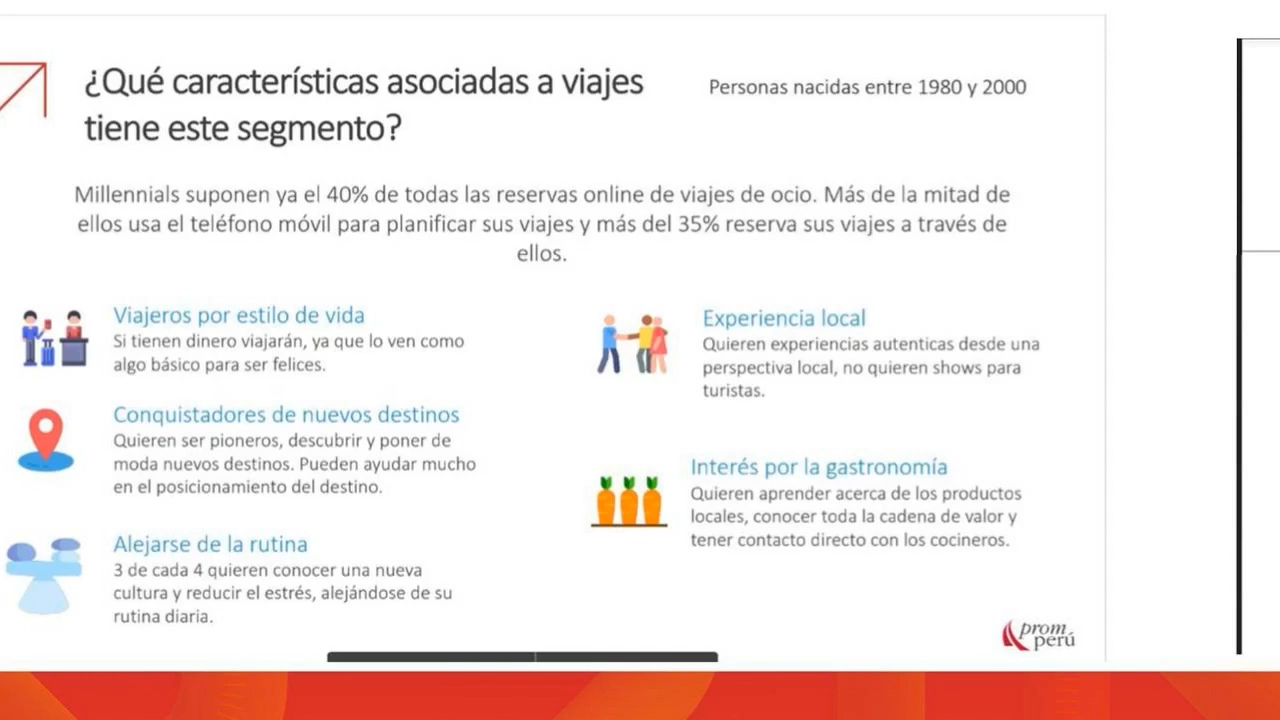 ¿Qué características asociadas a viajes
tiene este segmento?
Personas nacidas entre 1980 y 2000
Millennials suponen ya el 40% de todas las reservas online de viajes de ocio. Más de la mitad de
ellos usa el teléfono móvil para planificar sus viajes y más del 35% reserva sus viajes a través de
ellos.
Viajeros por estilo de vida
Si tienen dinero viajarán, ya que lo ven como
algo básico para ser felices.
Conquistadores de nuevos destinos
Quieren ser pioneros, descubrir y poner de
moda nuevos destinos. Pueden ayudar mucho
en el posicionamiento del destino.
Alejarse de la rutina
3 de cada 4 quieren conocer una nueva
cultura y reducir el estrés, alejándose de su
rutina diaria.
Experiencia local
Quieren experiencias autenticas desde una
perspectiva local, no quieren shows para
turistas.
Interés por la gastronomía
Quieren aprender acerca de los productos
locales, conocer toda la cadena de valor y
tener contacto directo con los cocineros.
prom
perú